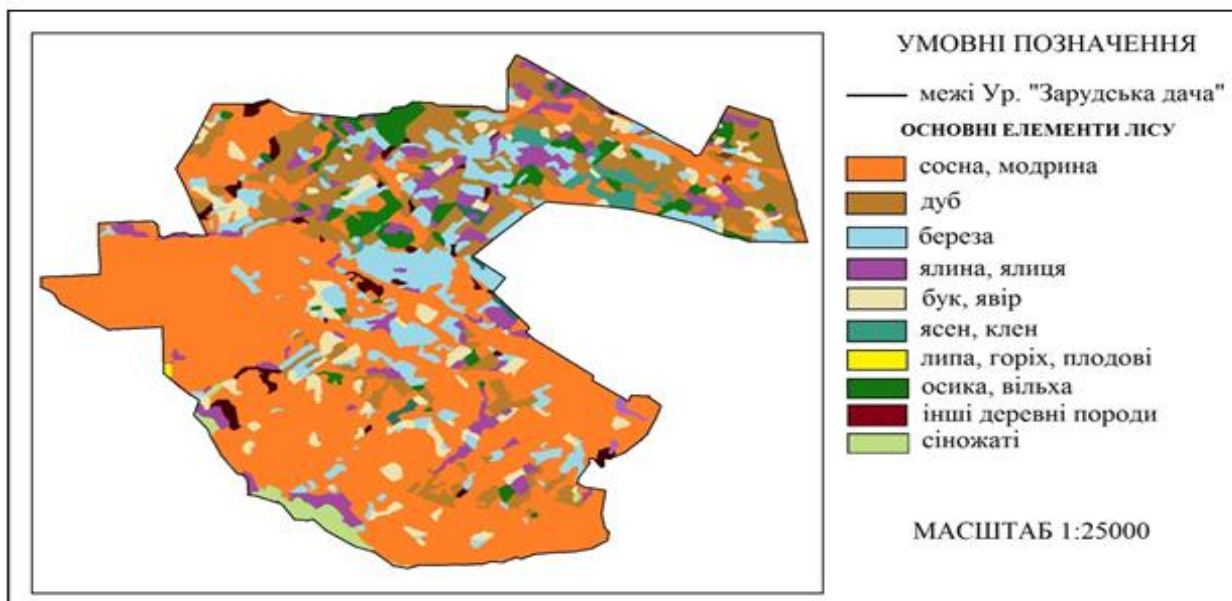 УМОВНІ ПОЗНАЧЕННЯ
межі Ур. "Зарудська дача"
ОСНОВНІ ЕЛЕМЕНТИ ЛІСУ
сосна, модрина
дуб
береза
ялина, ялиця
бук, явір
ясен, клен
липа, горіх, плодові
осика, вільха
інші деревні породи
сіножаті
МАСШТАБ 1:25000